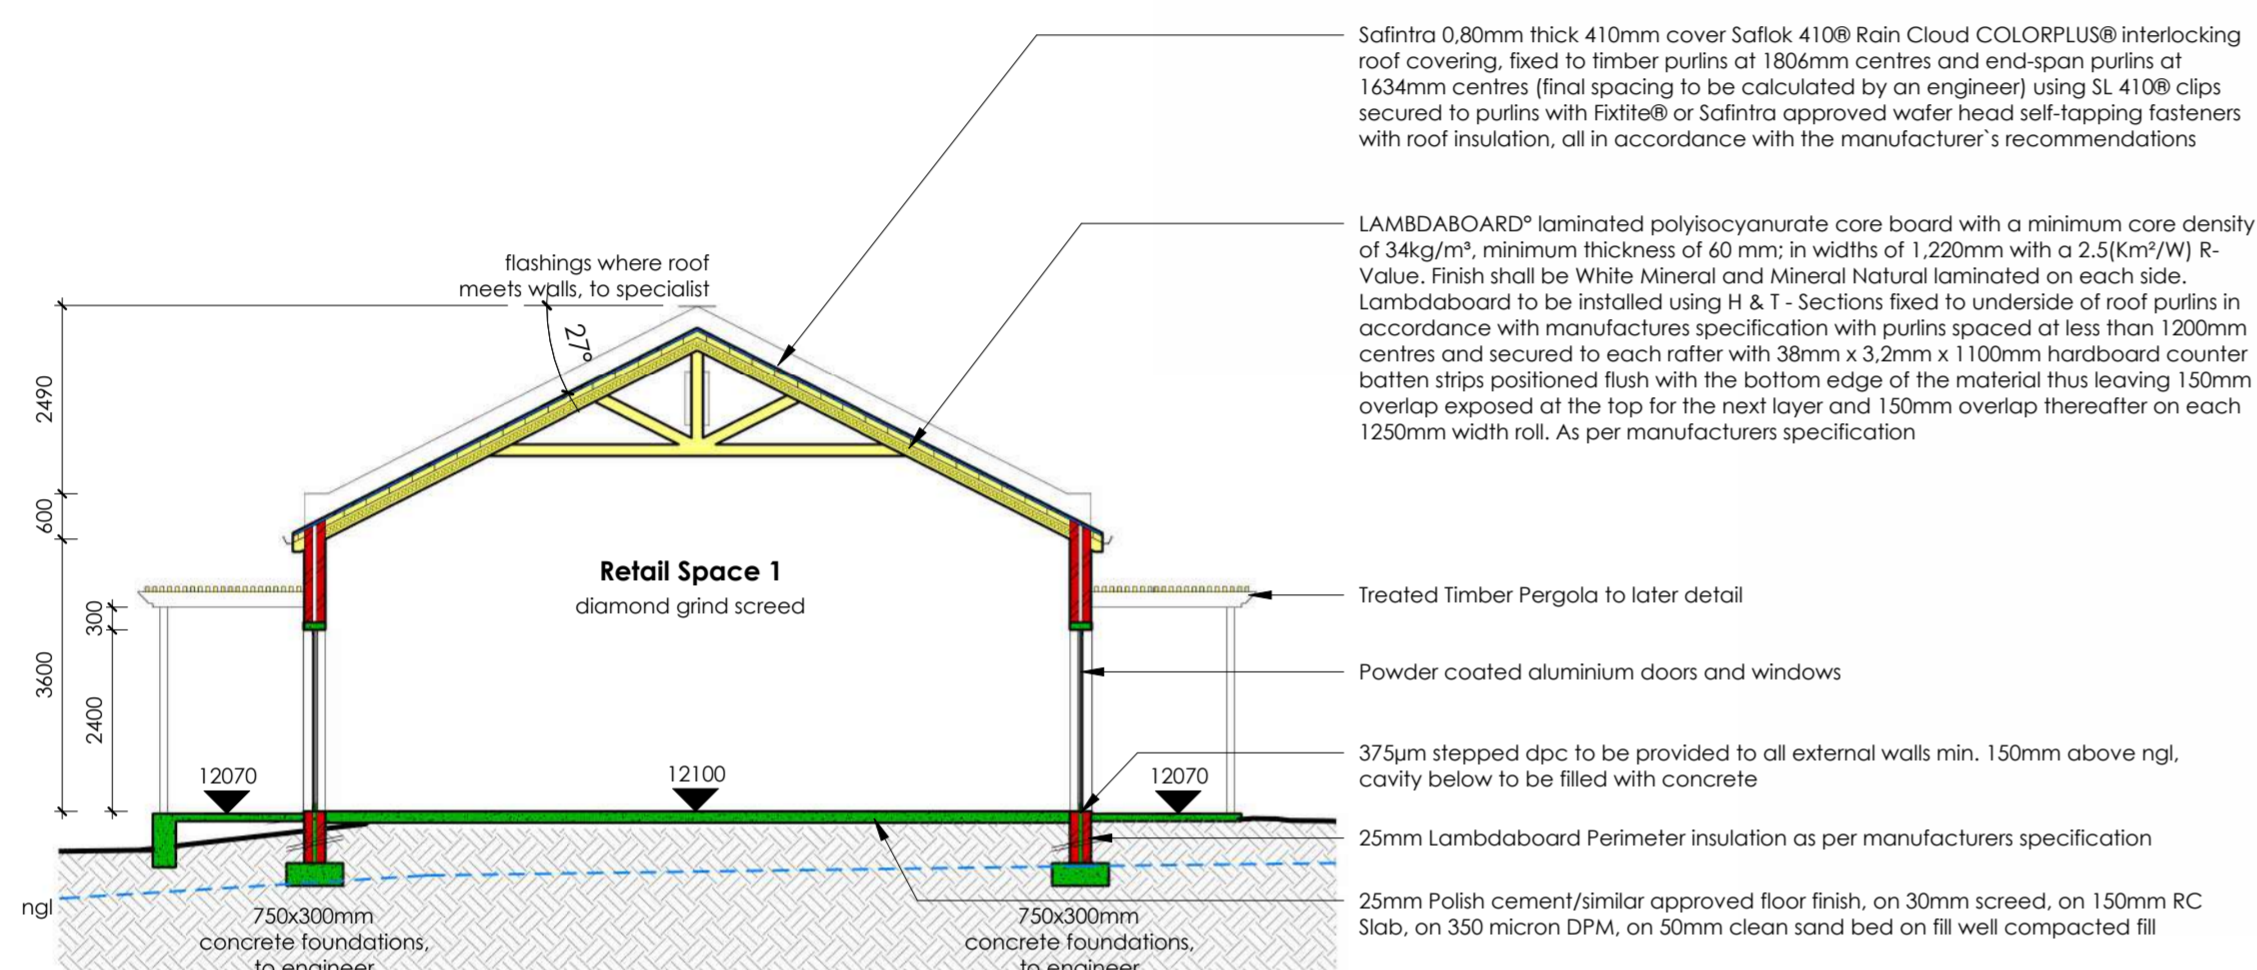 Safintra 0,80mm thick 410mm cover Saflok 410® Rain Cloud COLORPLUS® interlocking
roof covering, fixed to timber purlins at 1806mm centres and end-span purlins at
1634mm centres (final spacing to be calculated by an engineer) using SL 410® clips
secured to purlins with Fixtite® or Safintra approved wafer head self-tapping fasteners
with roof insulation, all in accordance with the manufacturer`s recommendations
LAMBDABOARD° laminated polyisocyanurate core board with a minimum core density
of 34kg/m³, minimum thickness of 60 mm; in widths of 1,220mm with a 2.5(Km²/W) R-
Value. Finish shall be White Mineral and Mineral Natural laminated on each side.
Lambdaboard to be installed using H & T - Sections fixed to underside of roof purlins in
accordance with manufactures specification with purlins spaced at less than 1200mm
centres and secured to each rafter with 38mm x 3,2mm x 1100mm hardboard counter
batten strips positioned flush with the bottom edge of the material thus leaving 150mm
overlap exposed at the top for the next layer and 150mm overlap thereafter on each
1250mm width roll. As per manufacturers specification
flashings where roof
meets walls, to specialist
27°
2490
600
300
3600
2400
Retail Space 1
diamond grind screed
Treated Timber Pergola to later detail
Powder coated aluminium doors and windows
12070
12100
12070
375µm stepped dpc to be provided to all external walls min. 150mm above ngl,
cavity below to be filled with concrete
25mm Lambdaboard Perimeter insulation as per manufacturers specification
25mm Polish cement/similar approved floor finish, on 30mm screed, on 150mm RC
Slab, on 350 micron DPM, on 50mm clean sand bed on fill well compacted fill
ngl
750x300mm
concrete foundations,
to engineer
750x300mm
concrete foundations,
to engineer